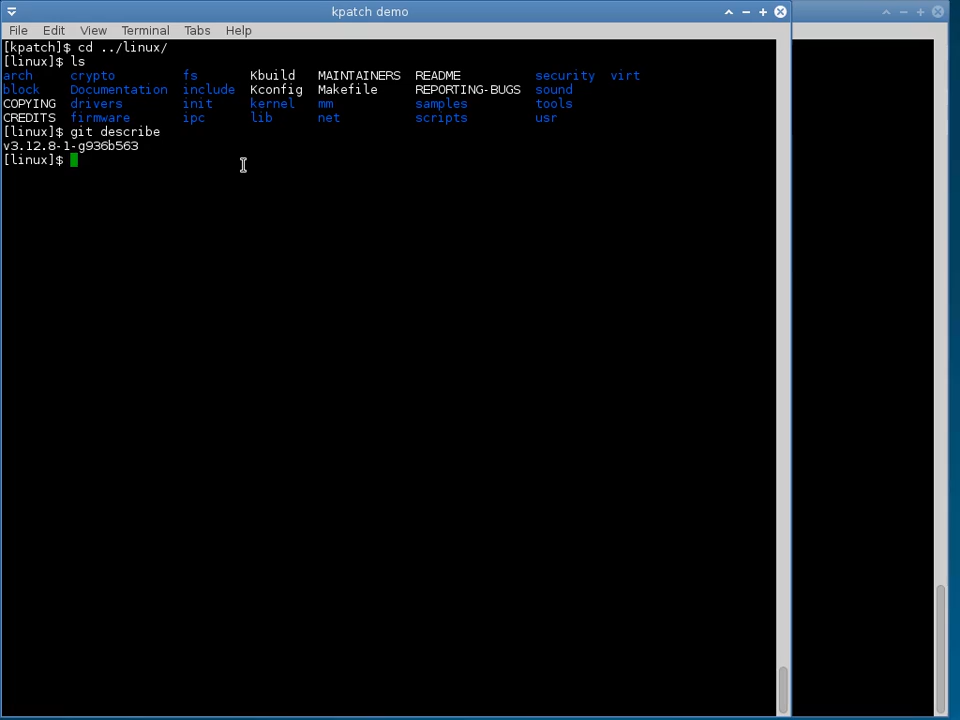 kpatch demo
File Edit View Terminal Tabs Help
[kpatch]$ cd ../linux/
[linux]$ ls
arch crypto fs Kbuild MAINTAINERS README security virt
block Documentation include Kconfig Makefile REPORTING-BUGS sound
COPYING drivers init kernel mm samples tools
CREDITS firmware ipc lib net scripts usr
[linux]$ git describe
v3.12.8-1-g936b563
[linux]$